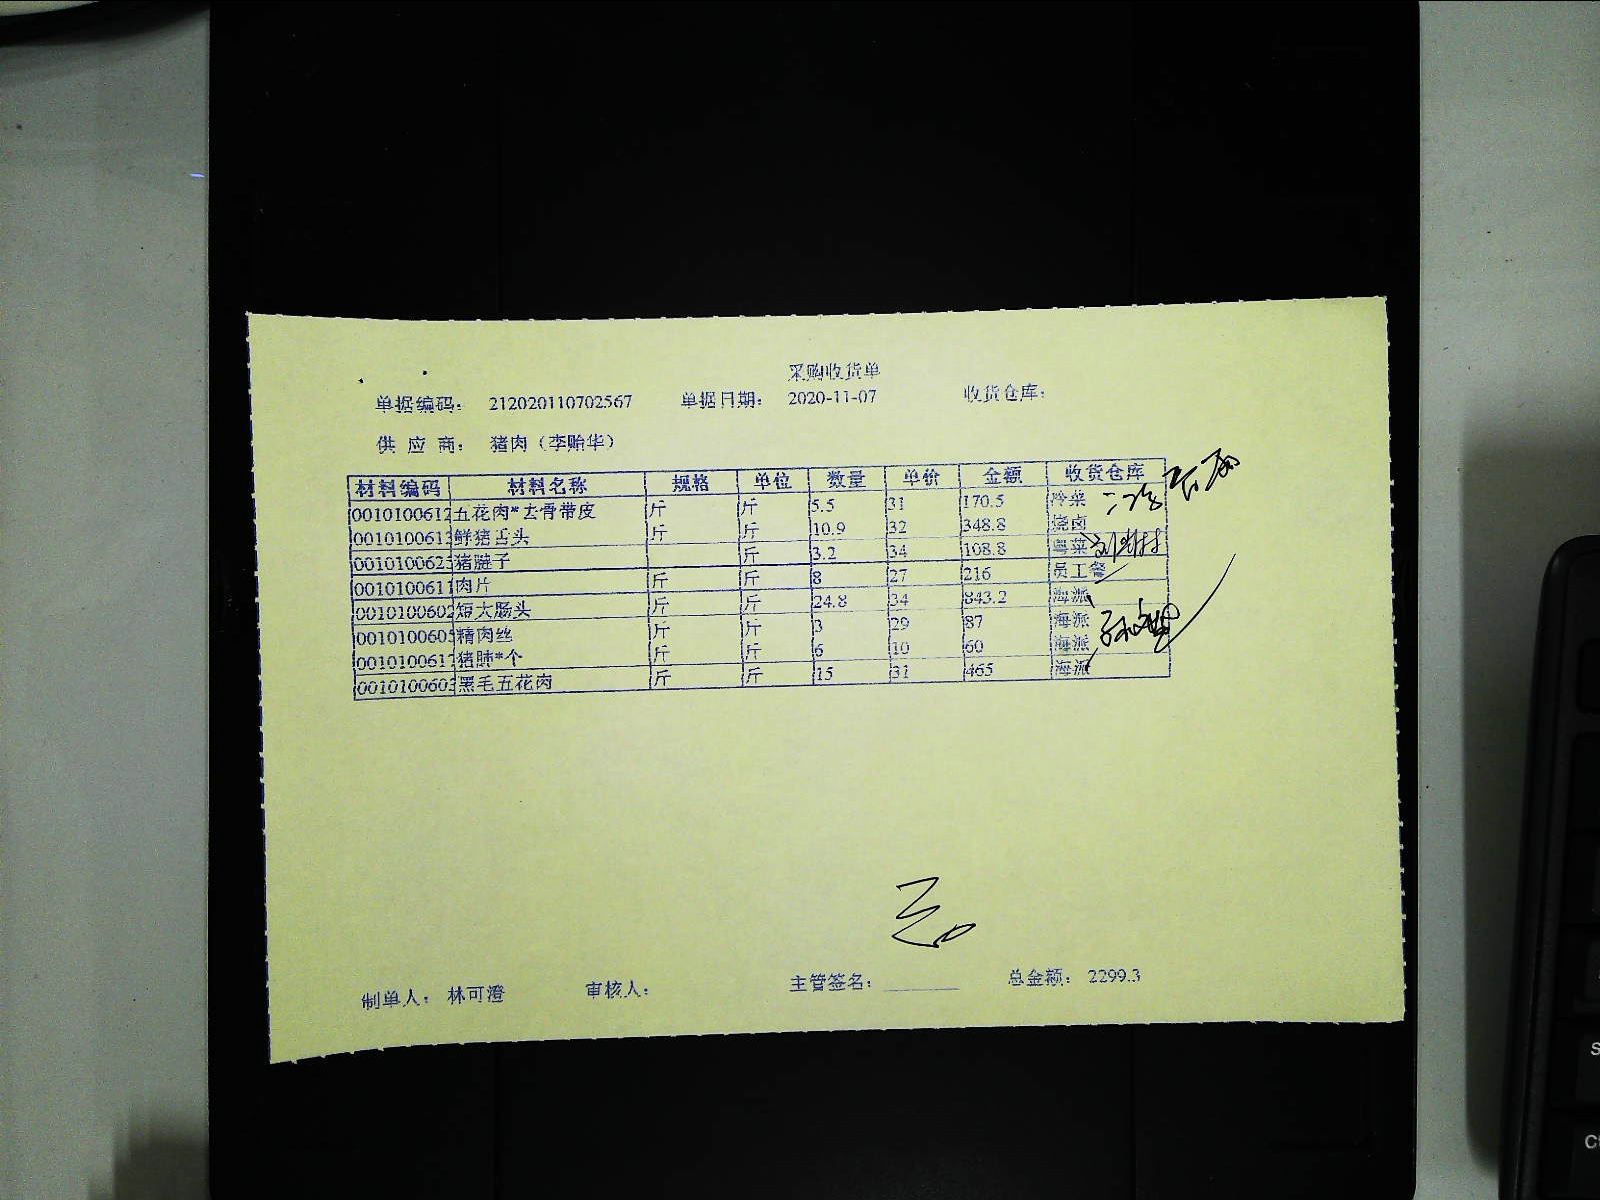 采购收货单
单据编码： 212020110702567 单据日期： 2020-11-07 收货仓库：
供 应 商： 猪肉（李贻华）
材料编码 材料名称 规格 单位 数量 单价 金额 收货仓库
0010100612 五花肉*去骨带皮 斤 斤 5.5 31 170.5 冷菜
0010100613 鲜猪舌头 斤 斤 10.9 32 348.8 烧卤
0010100623 猪腱子 斤 3.2 34 108.8 粤菜
0010100611 肉片 斤 斤 8 27 216 员工餐
0010100602 短大肠头 斤 斤 24.8 34 843.2 海派
0010100605 精肉丝 斤 斤 3 29 87 海派
0010100617 猪肺*个 斤 斤 6 10 60 海派
0010100603 黑毛五花肉 斤 斤 15 31 465 海派
制单人： 林可澄 审核人： 主管签名： 总金额： 2299.3